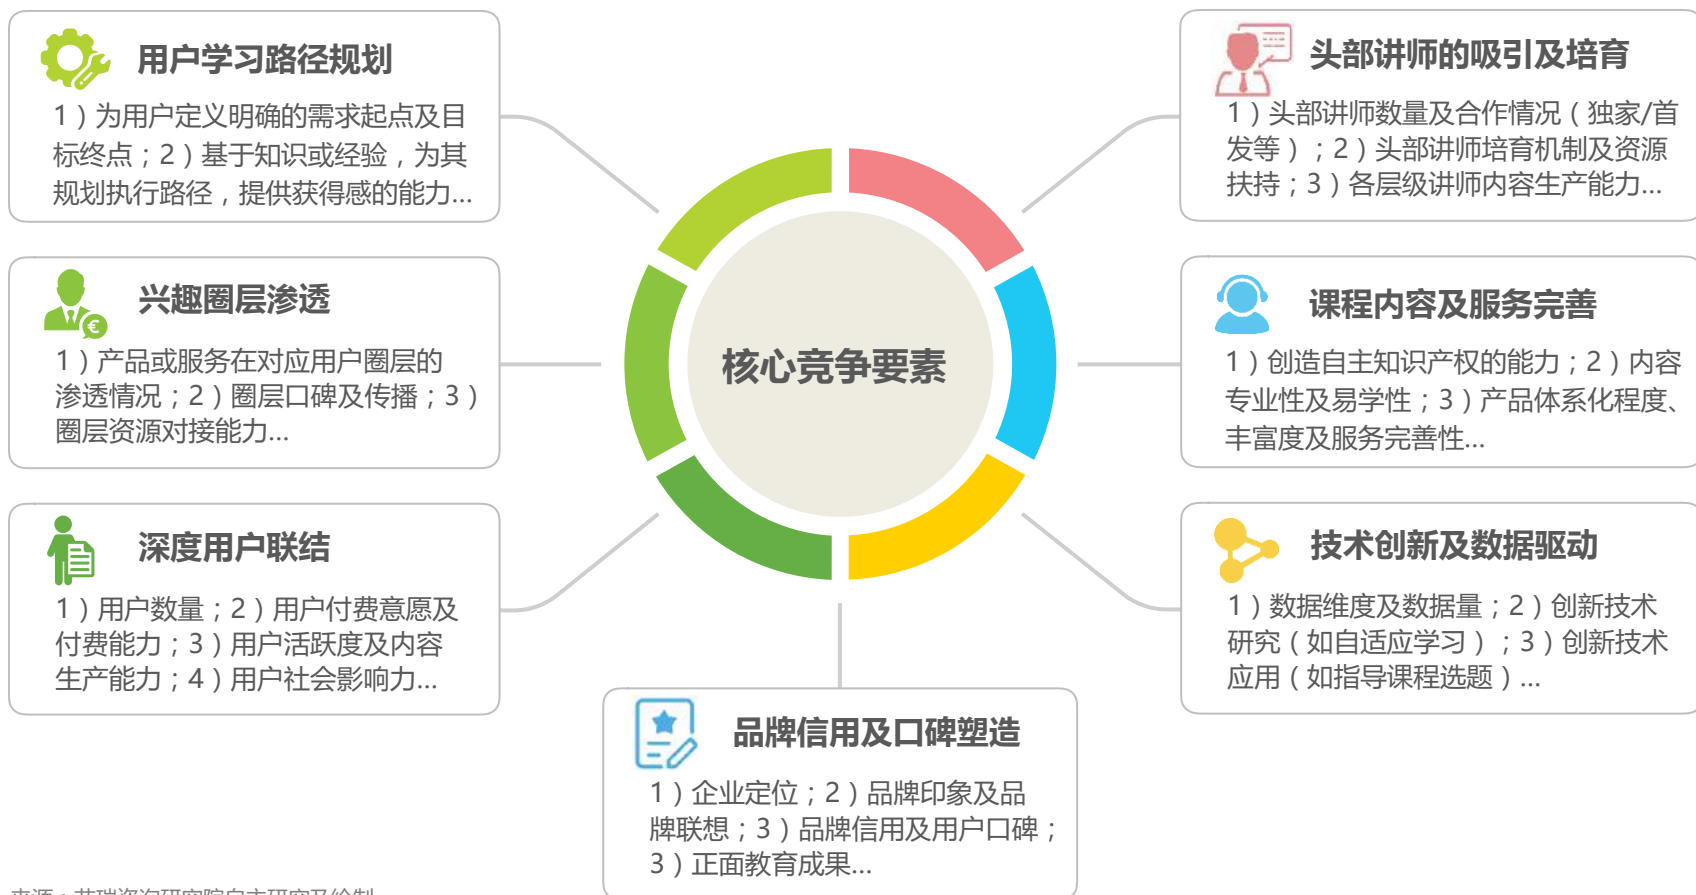 用户学习路径规划
1）为用户定义明确的需求起点及目
标终点；2）基于知识或经验，为其
规划执行路径，提供获得感的能力...
兴趣圈层渗透
1）产品或服务在对应用户圈层的
渗透情况；2）圈层口碑及传播；3）
圈层资源对接能力...
深度用户联结
1）用户数量；2）用户付费意愿及
付费能力；3）用户活跃度及内容
生产能力；4）用户社会影响力...
核心竞争要素
头部讲师的吸引及培育
1）头部讲师数量及合作情况（独家/首
发等）；2）头部讲师培育机制及资源
扶持；3）各层级讲师内容生产能力...
课程内容及服务完善
1）创造自主知识产权的能力；2）内容
专业性及易学性；3）产品体系化程度、
丰富度及服务完善性...
技术创新及数据驱动
1）数据维度及数据量；2）创新技术
研究（如自适应学习）；3）创新技术
应用（如指导课程选题）...
品牌信用及口碑塑造
1）企业定位；2）品牌印象及品
牌联想；3）品牌信用及用户口碑；
3）正面教育成果...
来源：艾瑞咨询研究院自主研究及绘制